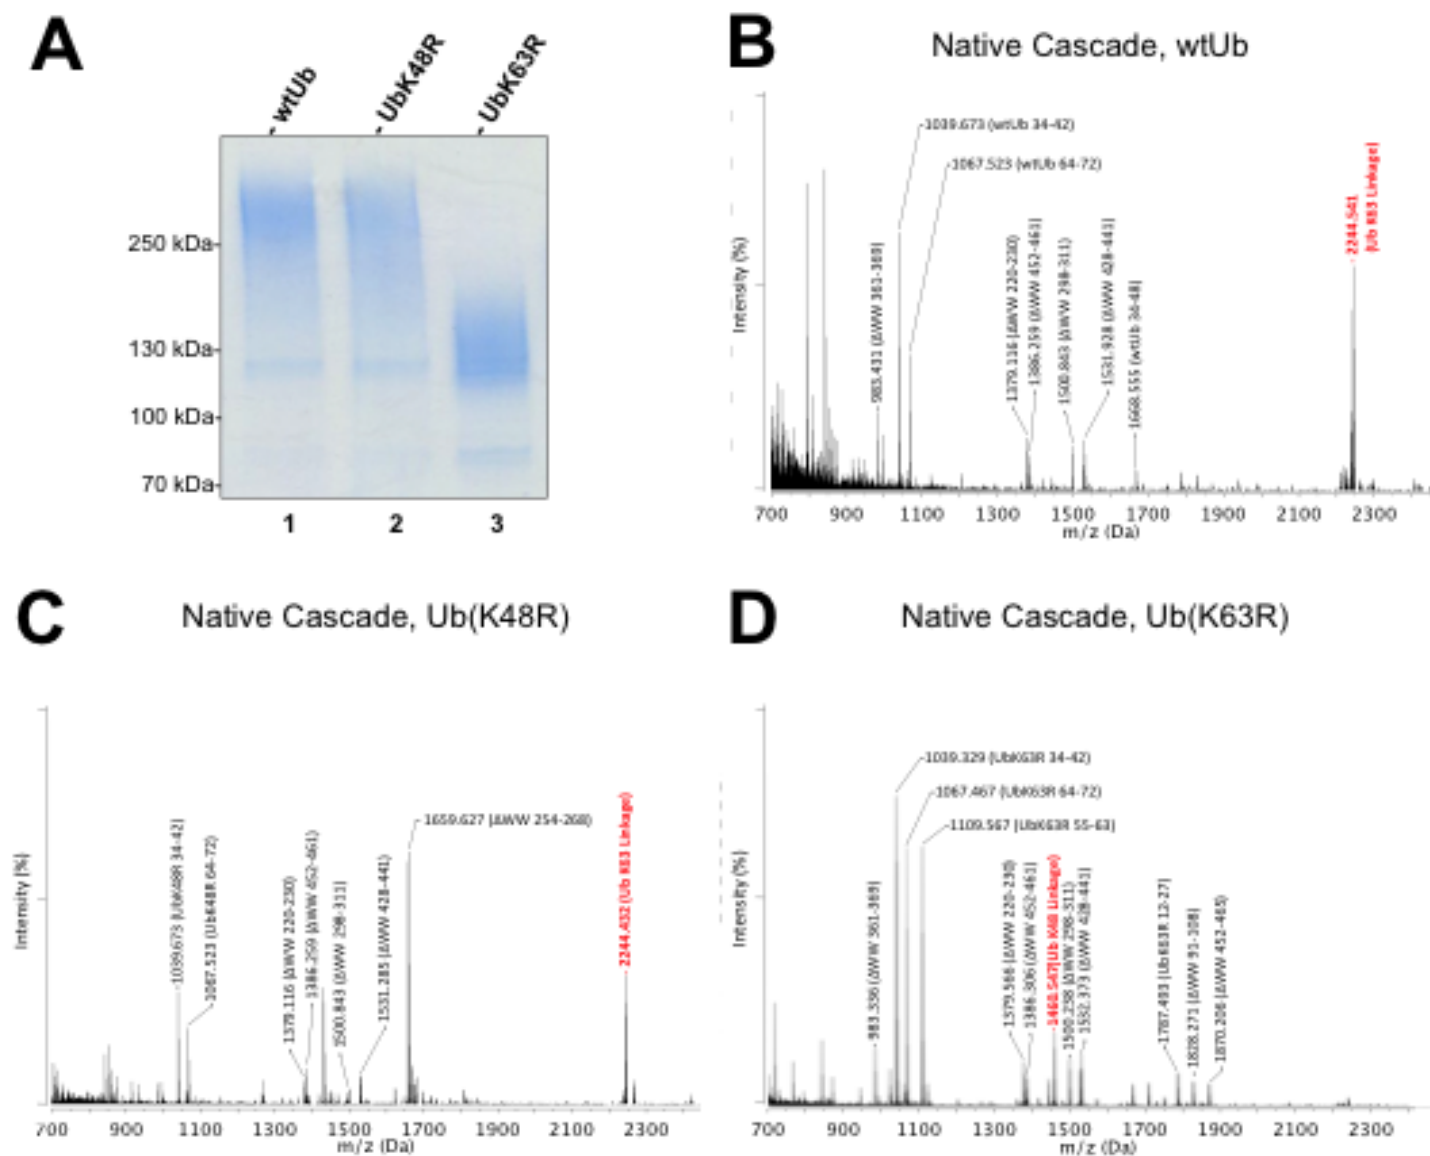 A
- wtUb
- UbK48R
- UbK63R
250 kDa-
130 kDa-
100 kDa-
70 kDa-
1
2
3
B
Native Cascade, wtUb
Intensity (%)
1039.673 (wtUb 34-42)
1067.523 (wtUb 64-72)
983.431 (ΔWW 361-369)
1379.116 (ΔWW 220-230)
1386.259 (ΔWW 452-461)
1500.843 (ΔWW 298-311)
1531.928 (ΔWW 428-441)
1668.555 (wtUb 34-48)
2244.541
(Ub K63 Linkage)
700 900 1100 1300 1500 1700 1900 2100 2300
m/z (Da)
C
Native Cascade, Ub(K48R)
Intensity (%)
1039.673 (UbK48R 34-42)
1067.523 (UbK48R 64-72)
1379.116 (ΔWW 220-230)
1386.259 (ΔWW 452-461)
1500.843 (ΔWW 298-311)
1531.285 (ΔWW 428-441)
1659.627 (ΔWW 254-268)
2244.432 (Ub K63 Linkage)
700 900 1100 1300 1500 1700 1900 2100 2300
m/z (Da)
D
Native Cascade, Ub(K63R)
Intensity (%)
1039.329 (UbK63R 34-42)
1067.467 (UbK63R 64-72)
1109.567 (UbK63R 55-63)
983.336 (ΔWW 361-369)
1379.566 (ΔWW 220-230)
1386.306 (ΔWW 452-461)
1460.547(Ub K48 Linkage)
1500.238 (ΔWW 298-311)
1532.373 (ΔWW 428-441)
1787.493 (UbK63R 12-27)
1828.271 (ΔWW 91-108)
1870.206 (ΔWW 452-465)
700 900 1100 1300 1500 1700 1900 2100 2300
m/z (Da)